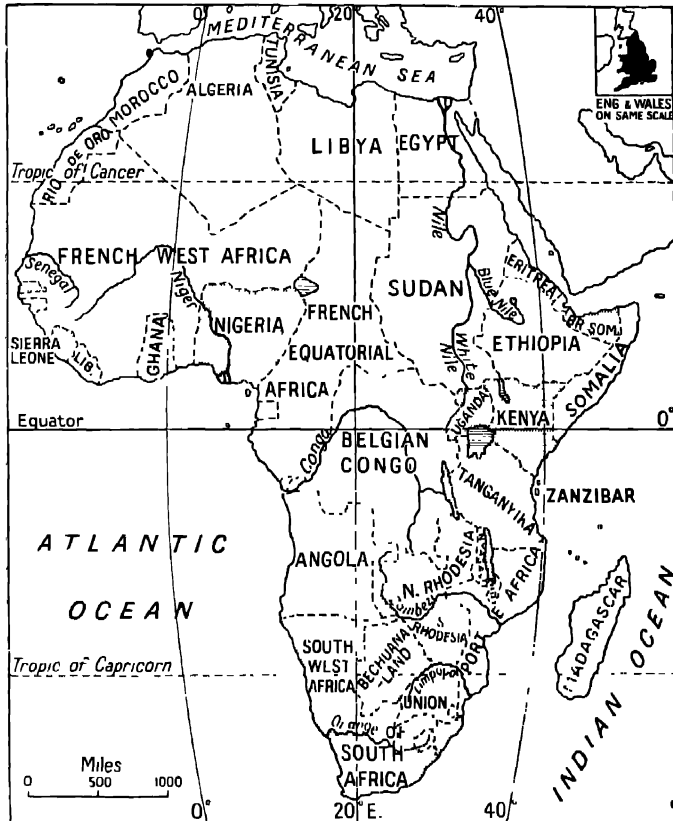 0°
20°
40°
MEDITERRANEAN SEA
TUNISIA
ENG & WALES
ON SAME SCALE
ALGERIA
MOROCCO
RIO DE ORO
LIBYA
EGYPT
Tropic of Cancer
Nile
FRENCH WEST AFRICA
Senegal
Niger
SUDAN
Blue Nile
ERITREA
BR. SOM.
SIERRA
LEONE
LIB.
GHANA
NIGERIA
FRENCH
EQUATORIAL
AFRICA
White
Nile
ETHIOPIA
SOMALIA
UGANDA
KENYA
Equator
0°
Congo
BELGIAN
CONGO
TANGANYIKA
ZANZIBAR
ATLANTIC
OCEAN
ANGOLA
N. RHODESIA
PORT. E AFRICA
S
RHODESIA
MADAGASCAR
INDIAN OCEAN
SOUTH
WEST
AFRICA
BECHUANA
-LAND
Limpopo
Tropic of Capricorn
UNION
OF
Orange
SOUTH
AFRICA
Miles
0 500 1000
0°
20° E.
40°